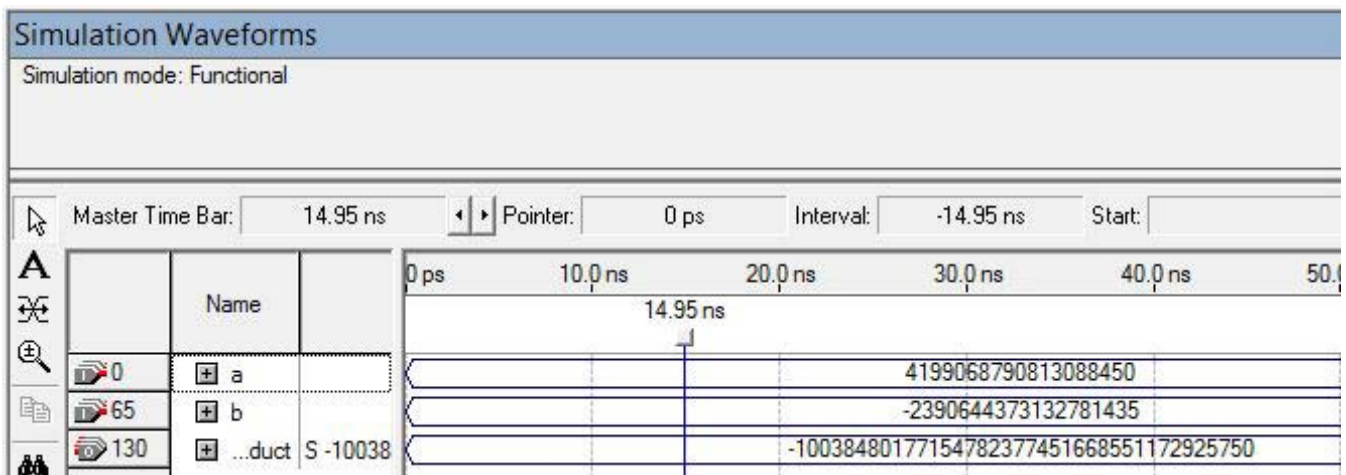 Simulation Waveforms
Simulation mode: Functional
Master Time Bar: 14.95 ns Pointer: 0 ps Interval: -14.95 ns Start:
A
Name
0 ps 10.0 ns 20.0 ns 30.0 ns 40.0 ns
14.95 ns
0 a 4199068790813088450
65 b -2390644373132781435
130 ...duct S -10038 -10038480177154782377451668551172925750